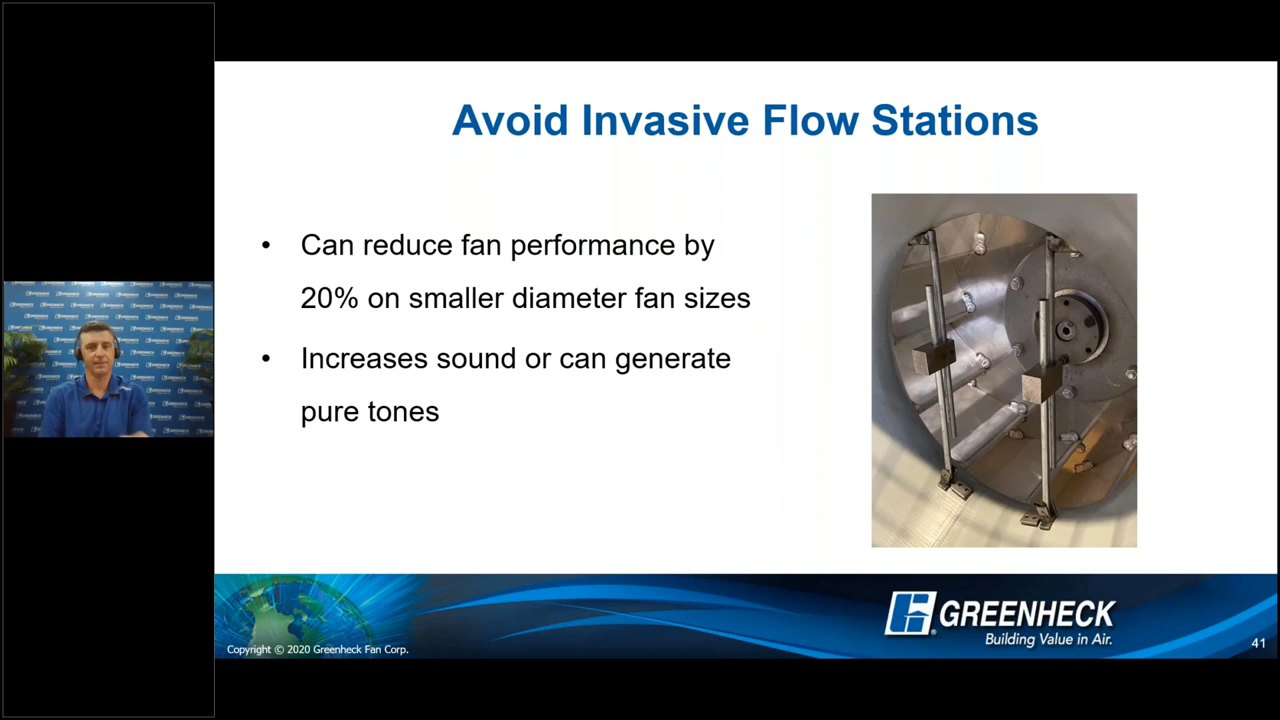 Avoid Invasive Flow Stations
• Can reduce fan performance by
20% on smaller diameter fan sizes
• Increases sound or can generate
pure tones
GREENHECK
Building Value in Air.
Copyright © 2020 Greenheck Fan Corp.
41